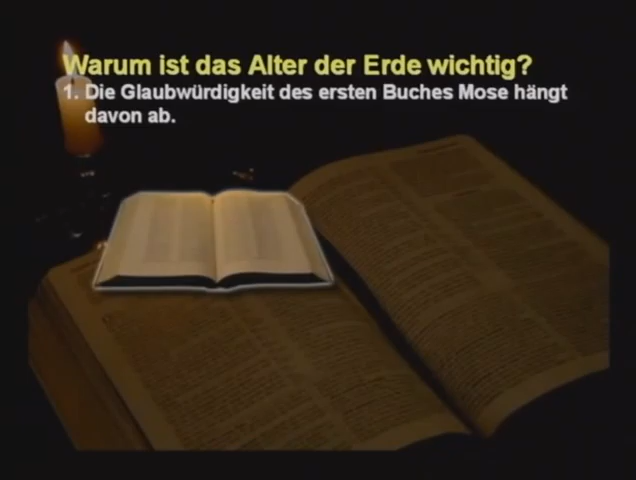 Warum ist das Alter der Erde wichtig?
1. Die Glaubwürdigkeit des ersten Buches Mose hängt
davon ab.